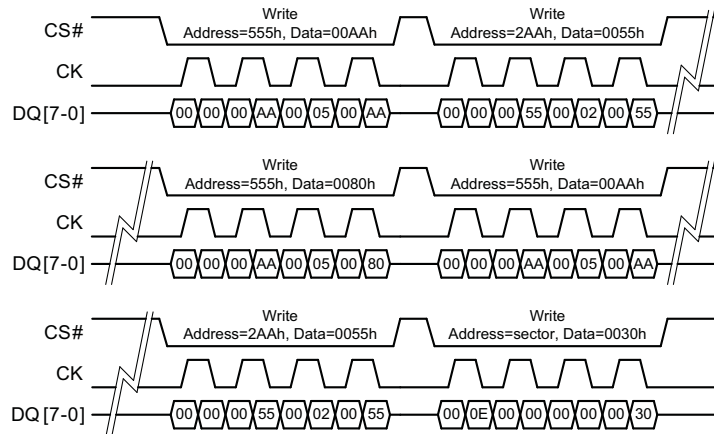 Write Write
CS# Address=555h, Data=00AAh Address=2AAh, Data=0055h
CK
DQ[7-0] 00 00 00 AA 00 05 00 AA 00 00 00 55 00 02 00 55
Write Write
CS# Address=555h, Data=0080h Address=555h, Data=00AAh
CK
DQ[7-0] 00 00 00 AA 00 05 00 80 00 00 00 AA 00 05 00 AA
Write Write
CS# Address=2AAh, Data=0055h Address=sector, Data=0030h
CK
DQ[7-0] 00 00 00 55 00 02 00 55 00 0E 00 00 00 00 00 30